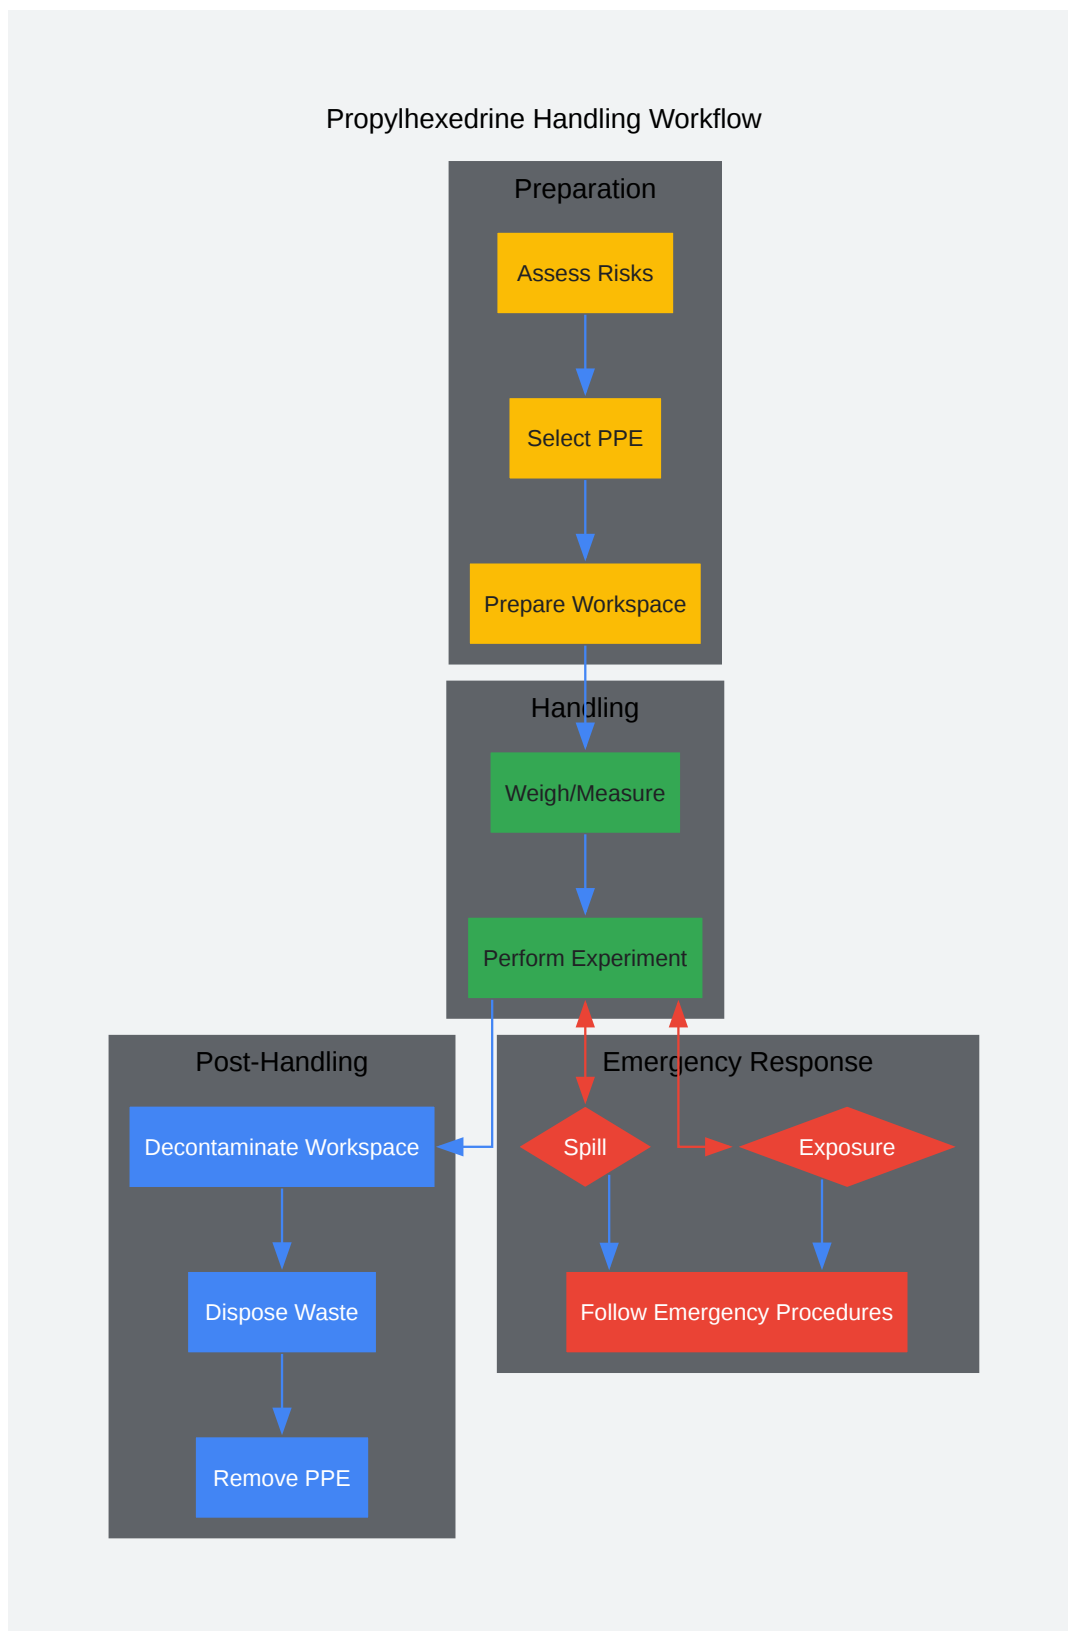 Propylhexedrine Handling Workflow
Preparation
Assess Risks
Select PPE
Prepare Workspace
Handling
Weigh/Measure
Perform Experiment
Post-Handling
Decontaminate Workspace
Dispose Waste
Remove PPE
Emergency Response
Spill
Exposure
Follow Emergency Procedures